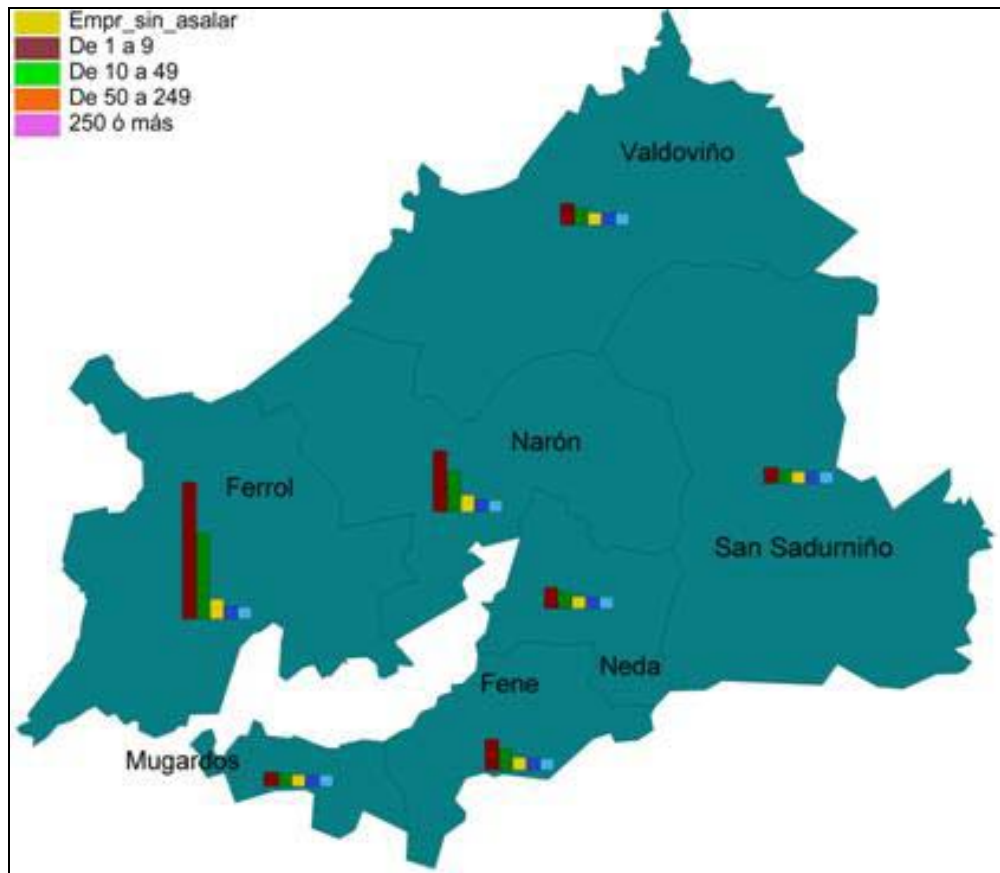 Empr_sin_asalar
De 1 a 9
De 10 a 49
De 50 a 249
250 ó más
Valdoviño
Narón
Ferrol
San Sadurniño
Neda
Fene
Mugardos